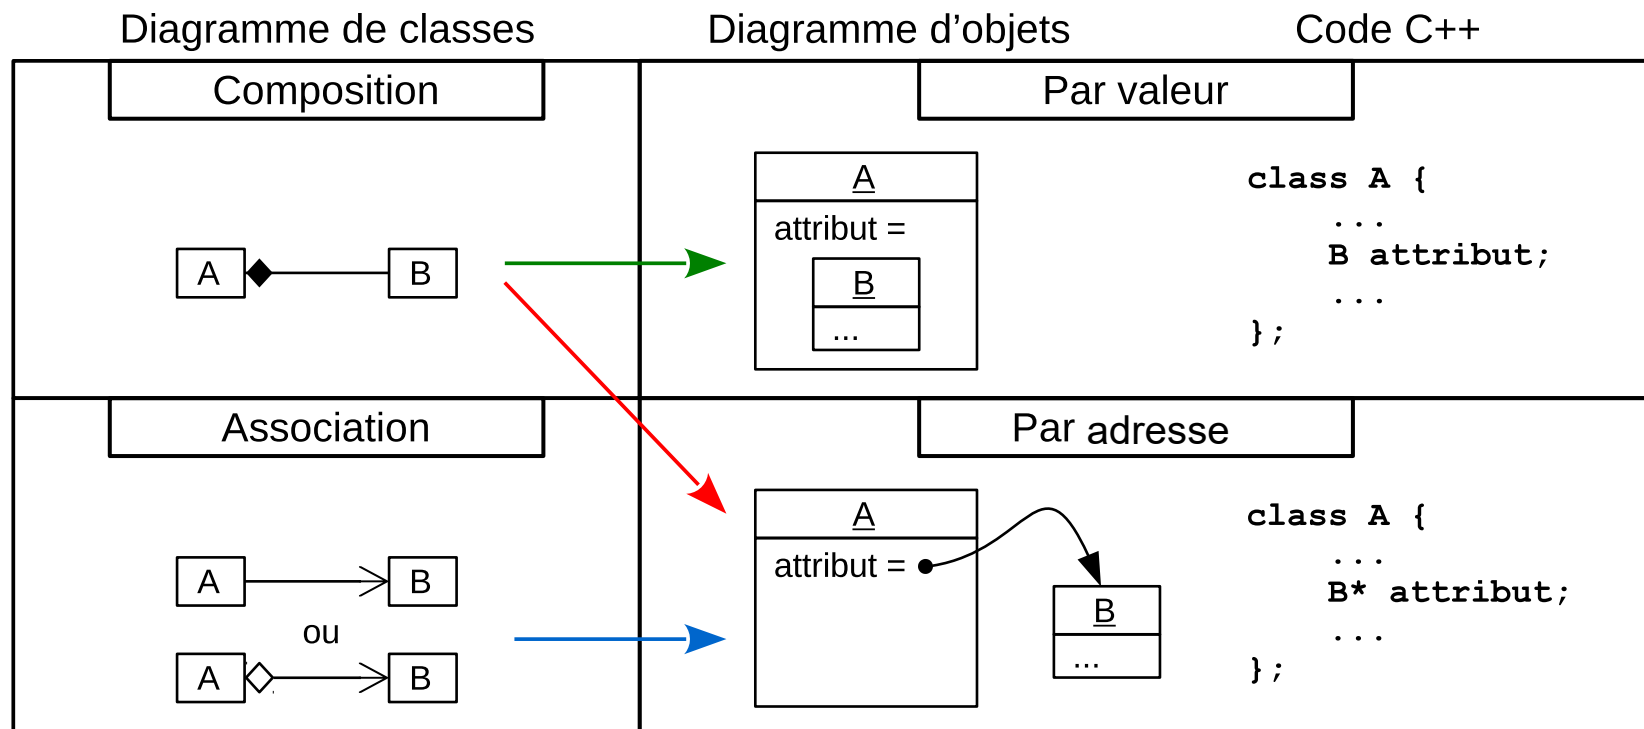 Diagramme de classes
Diagramme d’objets
Code C++
Composition
Par valeur
A
B
A
attribut =
B
...
class A {
...
B attribut;
...
};
Association
Par adresse
A
B
ou
A
B
A
attribut =
B
...
class A {
...
B* attribut;
...
};